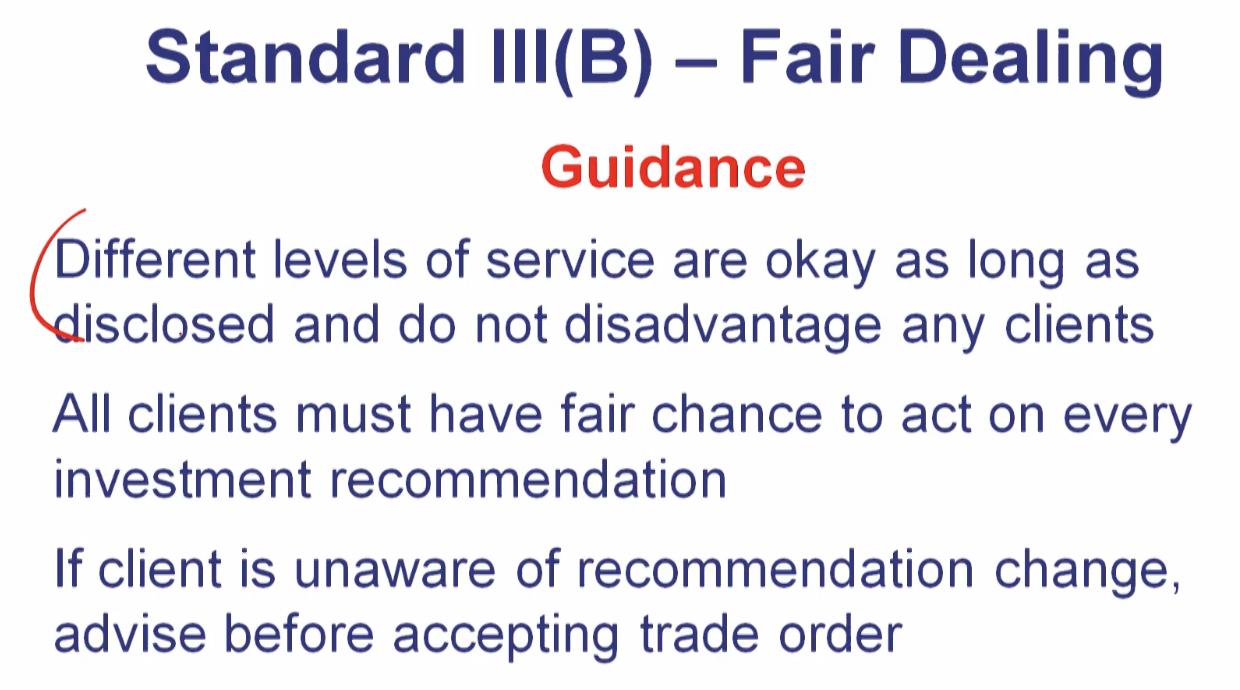 Standard III(B) – Fair Dealing
Guidance
Different levels of service are okay as long as
disclosed and do not disadvantage any clients
All clients must have fair chance to act on every
investment recommendation
If client is unaware of recommendation change,
advise before accepting trade order